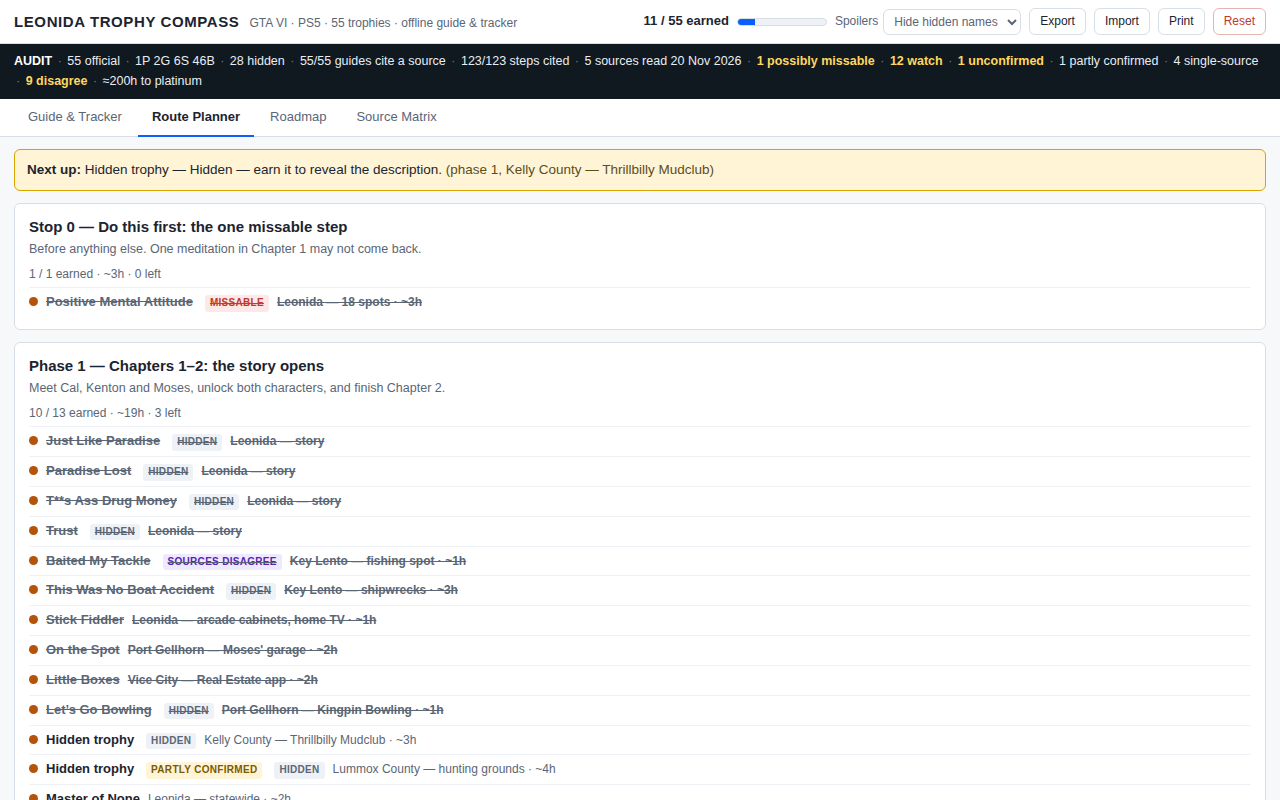 LEONIDA TROPHY COMPASS GTA VI · PS5 · 55 trophies · offline guide & tracker 11 / 55 earned Spoilers Hide hidden names Export Import Print Reset
AUDIT · 55 official · 1P 2G 6S 46B · 28 hidden · 55/55 guides cite a source · 123/123 steps cited · 5 sources read 20 Nov 2026 · 1 possibly missable · 12 watch · 1 unconfirmed · 1 partly confirmed · 4 single-source
· 9 disagree · ≈200h to platinum
Guide & Tracker Route Planner Roadmap Source Matrix
Next up: Hidden trophy — Hidden — earn it to reveal the description. (phase 1, Kelly County — Thrillbilly Mudclub)
Stop 0 — Do this first: the one missable step
Before anything else. One meditation in Chapter 1 may not come back.
1 / 1 earned · ~3h · 0 left
Positive Mental Attitude MISSABLE Leonida — 18 spots · ~3h
Phase 1 — Chapters 1–2: the story opens
Meet Cal, Kenton and Moses, unlock both characters, and finish Chapter 2.
10 / 13 earned · ~19h · 3 left
Just Like Paradise HIDDEN Leonida — story
Paradise Lost HIDDEN Leonida — story
T**s Ass Drug Money HIDDEN Leonida — story
Trust HIDDEN Leonida — story
Baited My Tackle SOURCES DISAGREE Key Lento — fishing spot · ~1h
This Was No Boat Accident HIDDEN Key Lento — shipwrecks · ~3h
Stick Fiddler Leonida — arcade cabinets, home TV · ~1h
On the Spot Port Gellhorn — Moses' garage · ~2h
Little Boxes Vice City — Real Estate app · ~2h
Let's Go Bowling HIDDEN Port Gellhorn — Kingpin Bowling · ~1h
Hidden trophy HIDDEN Kelly County — Thrillbilly Mudclub · ~3h
Hidden trophy PARTLY CONFIRMED HIDDEN Lummox County — hunting grounds · ~4h
Master of None Leonida — statewide · ~2h